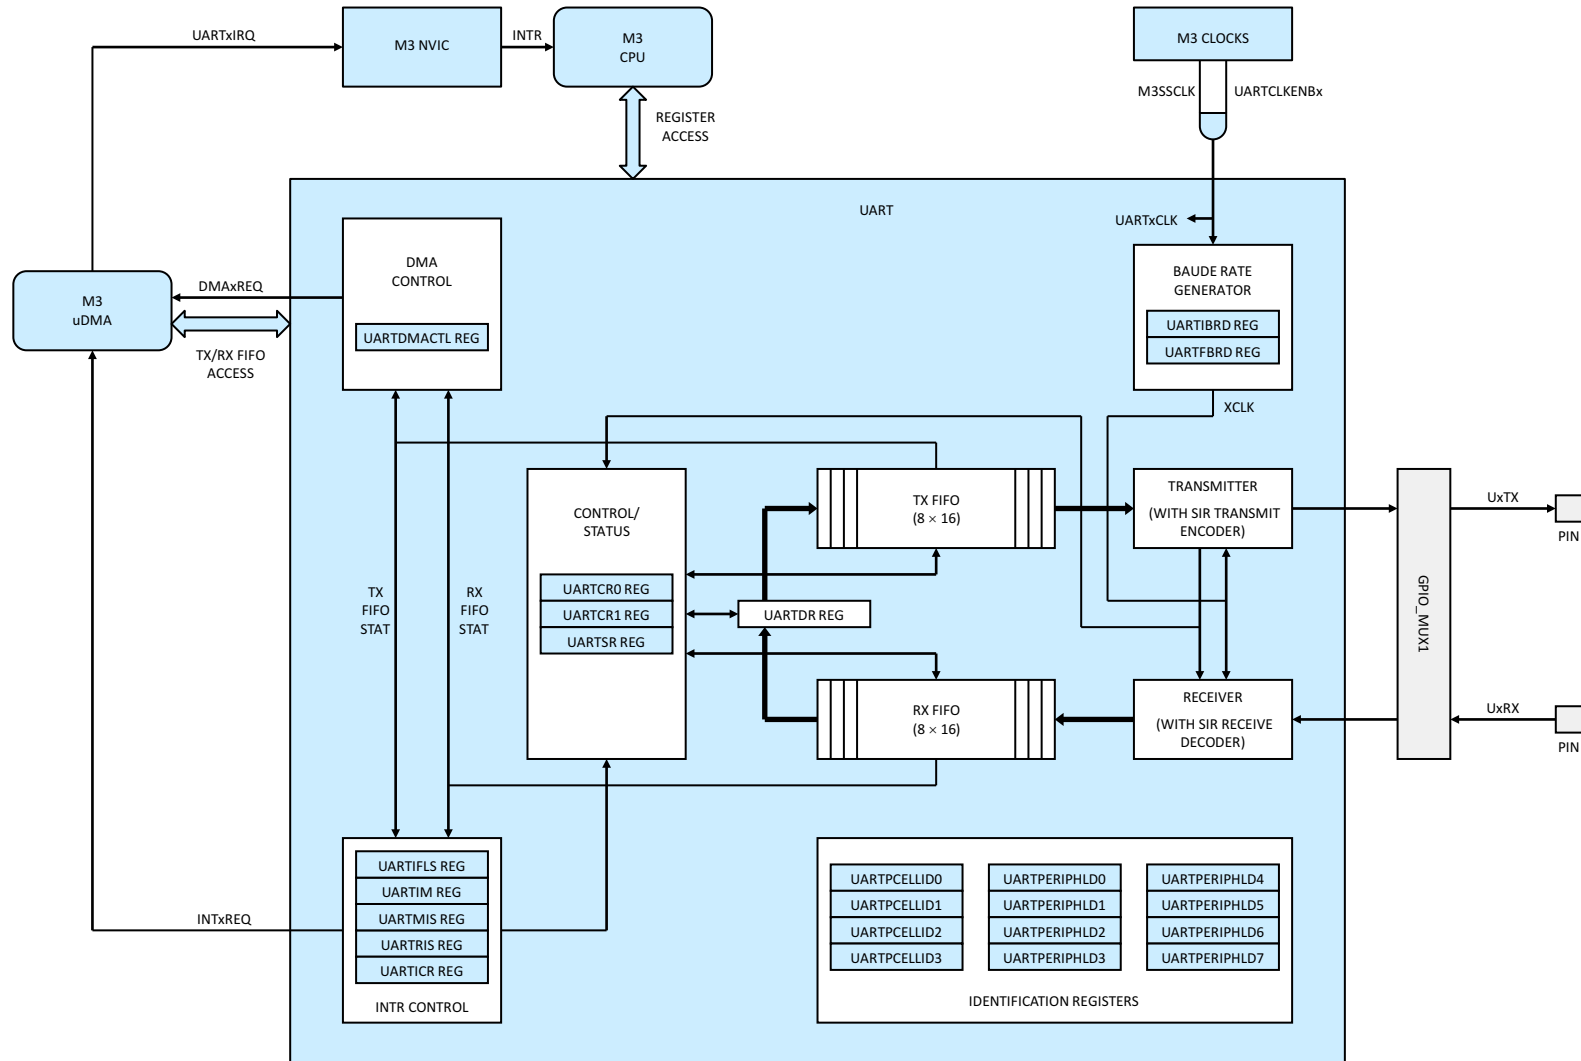 UARTxIRQ
M3 NVIC
INTR
M3
CPU
M3 CLOCKS
M3SSCLK
UARTCLKENBx
REGISTER
ACCESS
UART
UARTxCLK
DMA
CONTROL
UARTDMACTL REG
BAUDE RATE
GENERATOR
UARTIBRD REG
UARTFBRD REG
M3
uDMA
DMAxREQ
TX/RX FIFO
ACCESS
XCLK
CONTROL/
STATUS
UARTCR0 REG
UARTCR1 REG
UARTSR REG
TX
FIFO
STAT
RX
FIFO
STAT
TX FIFO
(8 × 16)
UARTDR REG
RX FIFO
(8 × 16)
TRANSMITTER
(WITH SIR TRANSMIT
ENCODER)
RECEIVER
(WITH SIR RECEIVE
DECODER)
GPIO_MUX1
UxTX
PIN
UxRX
PIN
INTxREQ
UARTIFLS REG
UARTIM REG
UARTMIS REG
UARTRIS REG
UARTICR REG
INTR CONTROL
UARTPCELLID0
UARTPCELLID1
UARTPCELLID2
UARTPCELLID3
UARTPERIPHLD0
UARTPERIPHLD1
UARTPERIPHLD2
UARTPERIPHLD3
UARTPERIPHLD4
UARTPERIPHLD5
UARTPERIPHLD6
UARTPERIPHLD7
IDENTIFICATION REGISTERS